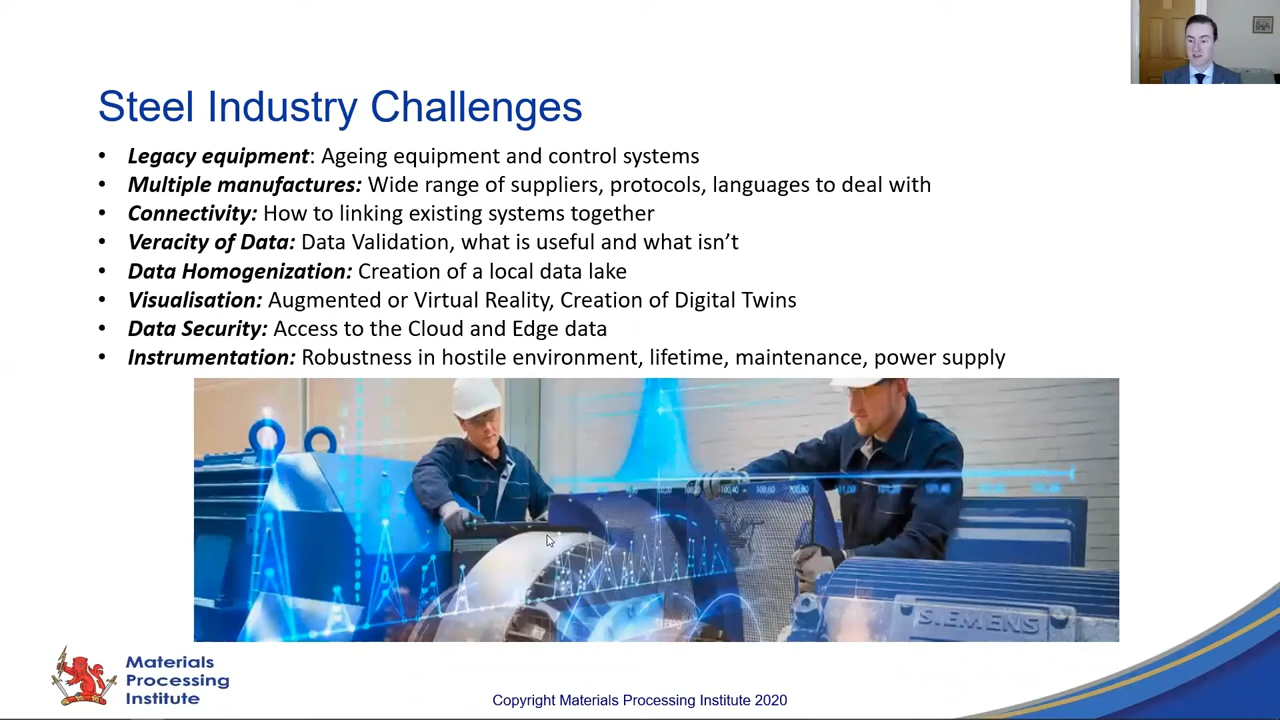 Steel Industry Challenges
• Legacy equipment: Ageing equipment and control systems
• Multiple manufactures: Wide range of suppliers, protocols, languages to deal with
• Connectivity: How to linking existing systems together
• Veracity of Data: Data Validation, what is useful and what isn’t
• Data Homogenization: Creation of a local data lake
• Visualisation: Augmented or Virtual Reality, Creation of Digital Twins
• Data Security: Access to the Cloud and Edge data
• Instrumentation: Robustness in hostile environment, lifetime, maintenance, power supply
SIEMENS
Materials
Processing
Institute
Copyright Materials Processing Institute 2020